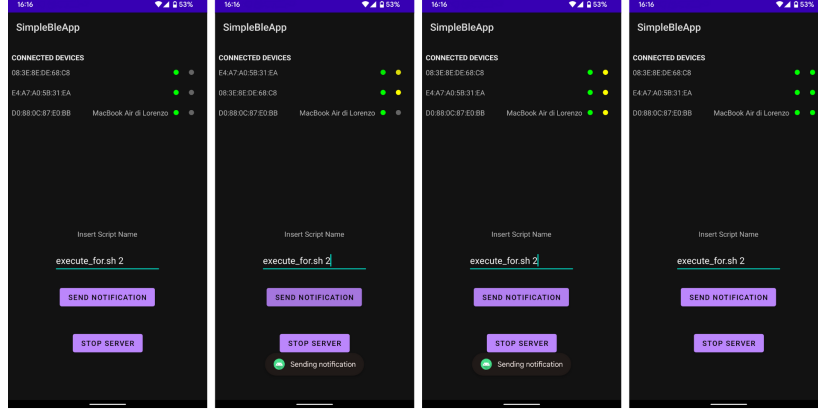 16:16 53%
SimpleBleApp
CONNECTED DEVICES
08:3E:8E:DE:68:C8
E4:A7:A0:5B:31:EA
D0:88:0C:87:E0:BB MacBook Air di Lorenzo
Insert Script Name
execute_for.sh 2
SEND NOTIFICATION
STOP SERVER
16:16 53%
SimpleBleApp
CONNECTED DEVICES
E4:A7:A0:5B:31:EA
08:3E:8E:DE:68:C8
D0:88:0C:87:E0:BB MacBook Air di Lorenzo
Insert Script Name
execute_for.sh 2
SEND NOTIFICATION
STOP SERVER
Sending notification
16:16 53%
SimpleBleApp
CONNECTED DEVICES
08:3E:8E:DE:68:C8
E4:A7:A0:5B:31:EA
D0:88:0C:87:E0:BB MacBook Air di Lorenzo
Insert Script Name
execute_for.sh 2
SEND NOTIFICATION
STOP SERVER
Sending notification
16:16 53%
SimpleBleApp
CONNECTED DEVICES
08:3E:8E:DE:68:C8
E4:A7:A0:5B:31:EA
D0:88:0C:87:E0:BB MacBook Air di Lorenzo
Insert Script Name
execute_for.sh 2
SEND NOTIFICATION
STOP SERVER